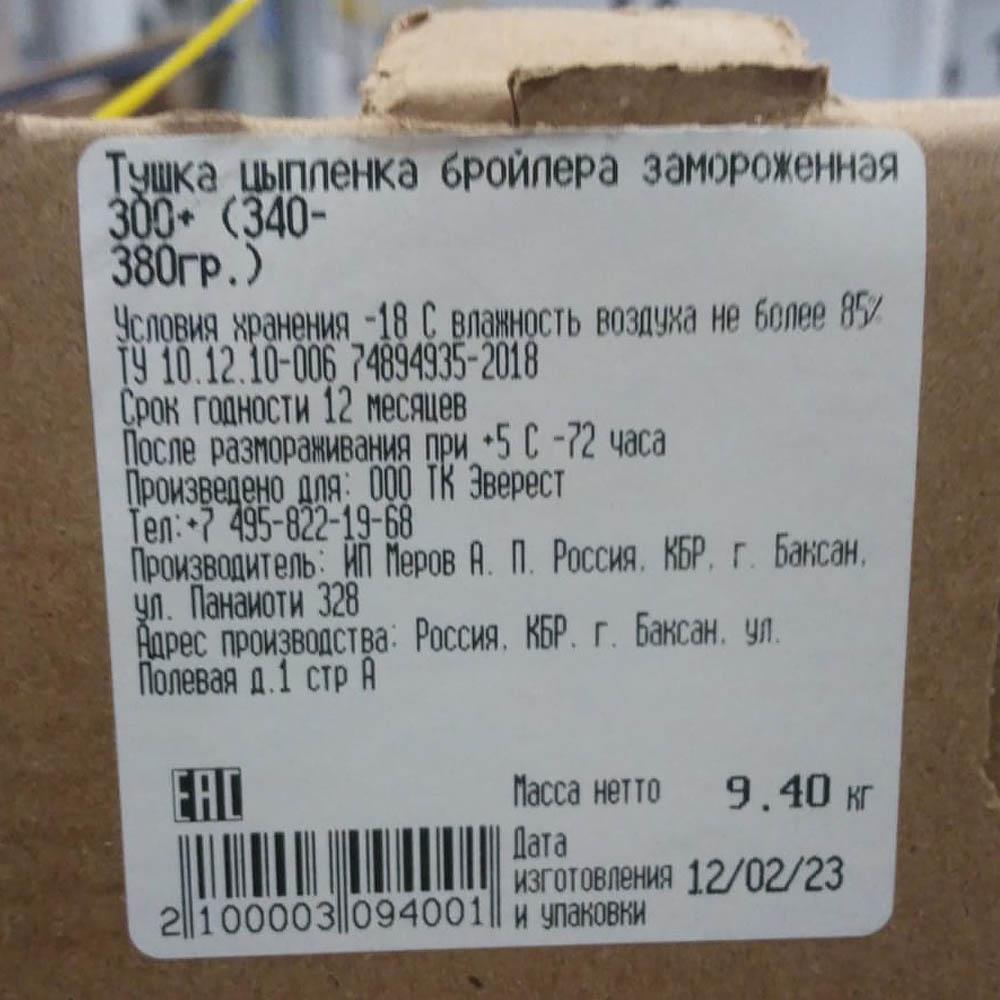 Тушка цыпленка бройлера замороженная
300+ (340-
380гр.)
Условия хранения -18 С влажность воздуха не более 85%
ТУ 10.12.10-006 74894935-2018
Срок годности 12 месяцев
После размораживания при +5 С -72 часа
Произведено для: ООО ТК Эверест
Тел:+7 495-822-19-68
Производитель: ИП Меров А. П. Россия. КБР. г. Баксан.
ул. Панаиоти 328
Адрес производства: Россия. КБР. г. Баксан. ул.
Полевая д.1 стр А
EAC
Масса нетто 9.40 кг
Дата
изготовления 12/02/23
и упаковки
2 100003 094001